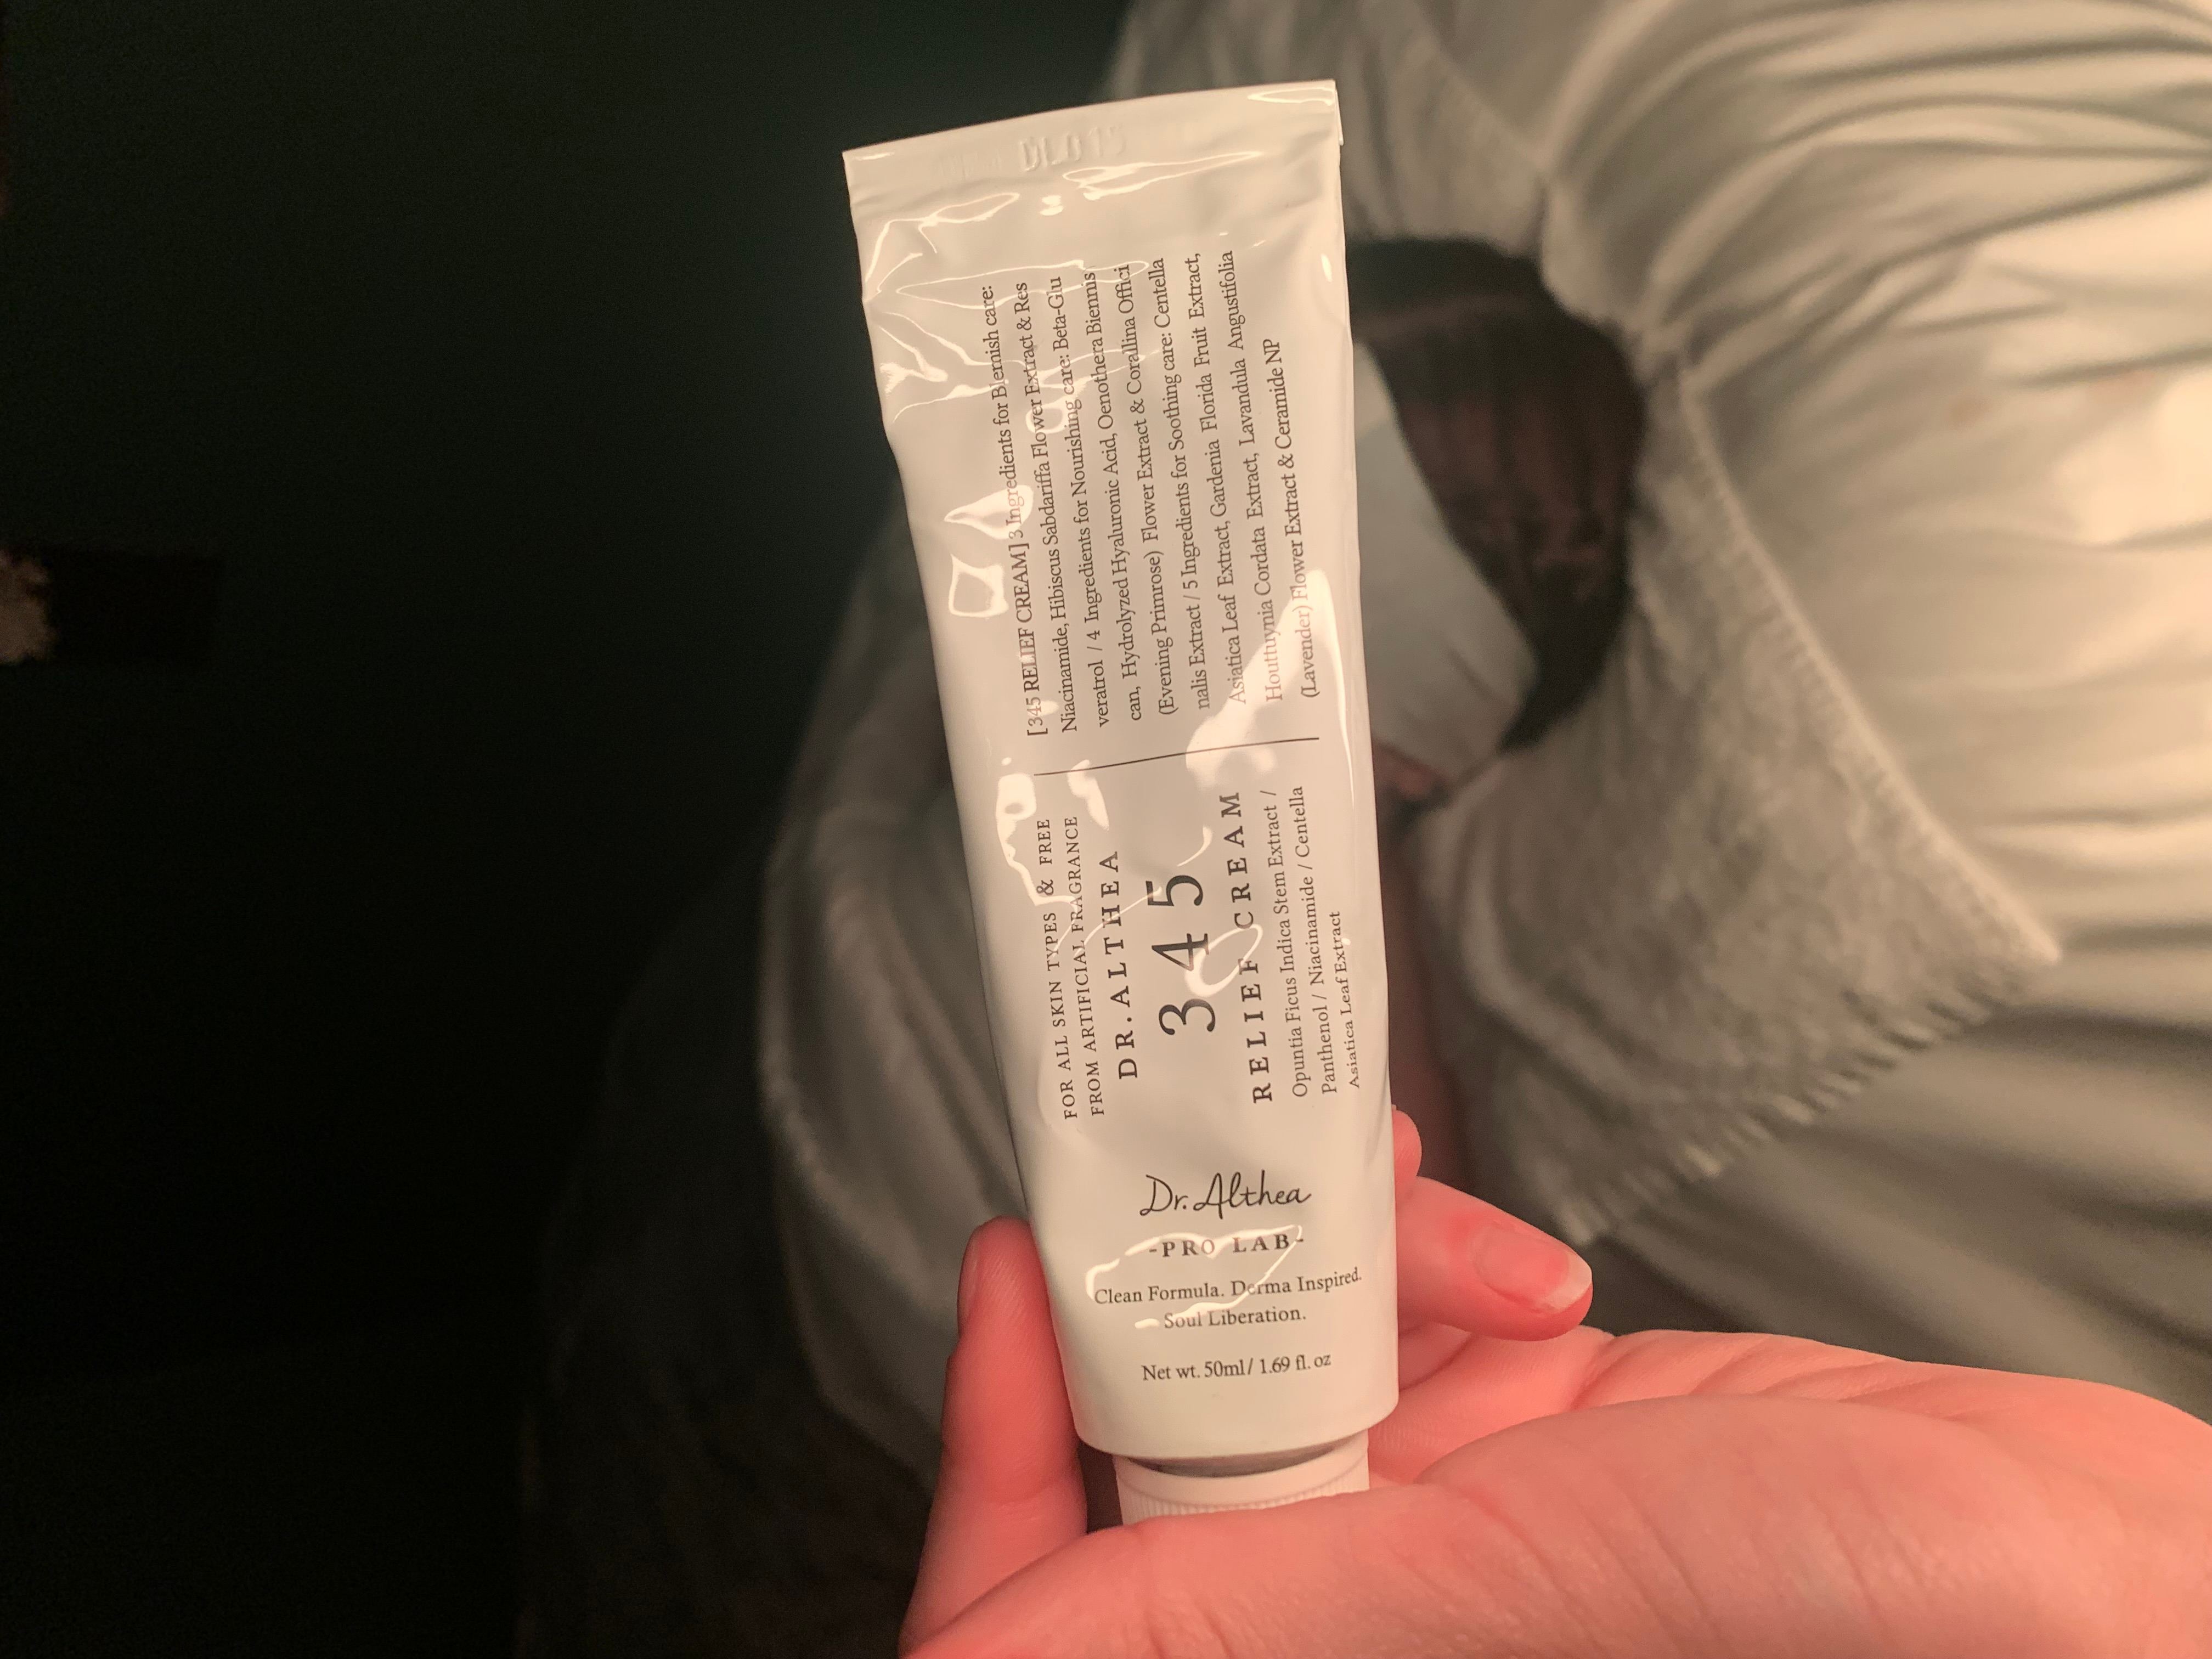 FOR ALL SKIN TYPES & FREE
FROM ARTIFICIAL FRAGRANCE
DR.ALTHEA
345
RELIEF CREAM
Opuntia Ficus Indica Stem Extract /
Panthenol / Niacinamide / Centella
Asiatica Leaf Extract
[345 RELIEF CREAM] 3 Ingredients for Blemish care:
Niacinamide, Hibiscus Sabdariffa Flower Extract & Res
veratrol / 4 Ingredients for Nourishing care: Beta-Glu
can, Hydrolyzed Hyaluronic Acid, Oenothera Biennis
(Evening Primrose) Flower Extract & Corallina Offici
nalis Extract / 5 Ingredients for Soothing care: Centella
Asiatica Leaf Extract, Gardenia Florida Fruit Extract,
Houttuynia Cordata Extract, Lavandula Angustifolia
(Lavender) Flower Extract & Ceramide NP
Dr.Althea
-PRO LAB-
Clean Formula. Derma Inspired.
Soul Liberation.
Net wt. 50ml/ 1.69 fl. oz